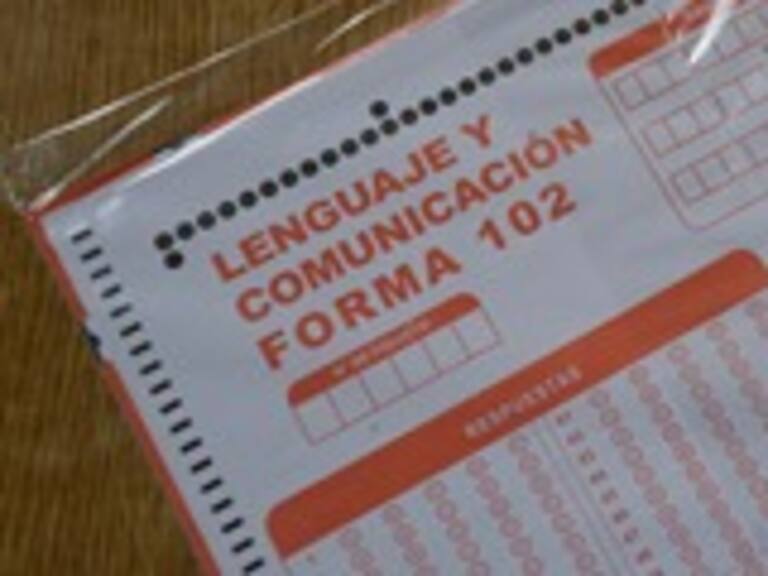 LENGUAJE Y
COMUNICACIÓN
FORMA 102
RESPUESTAS